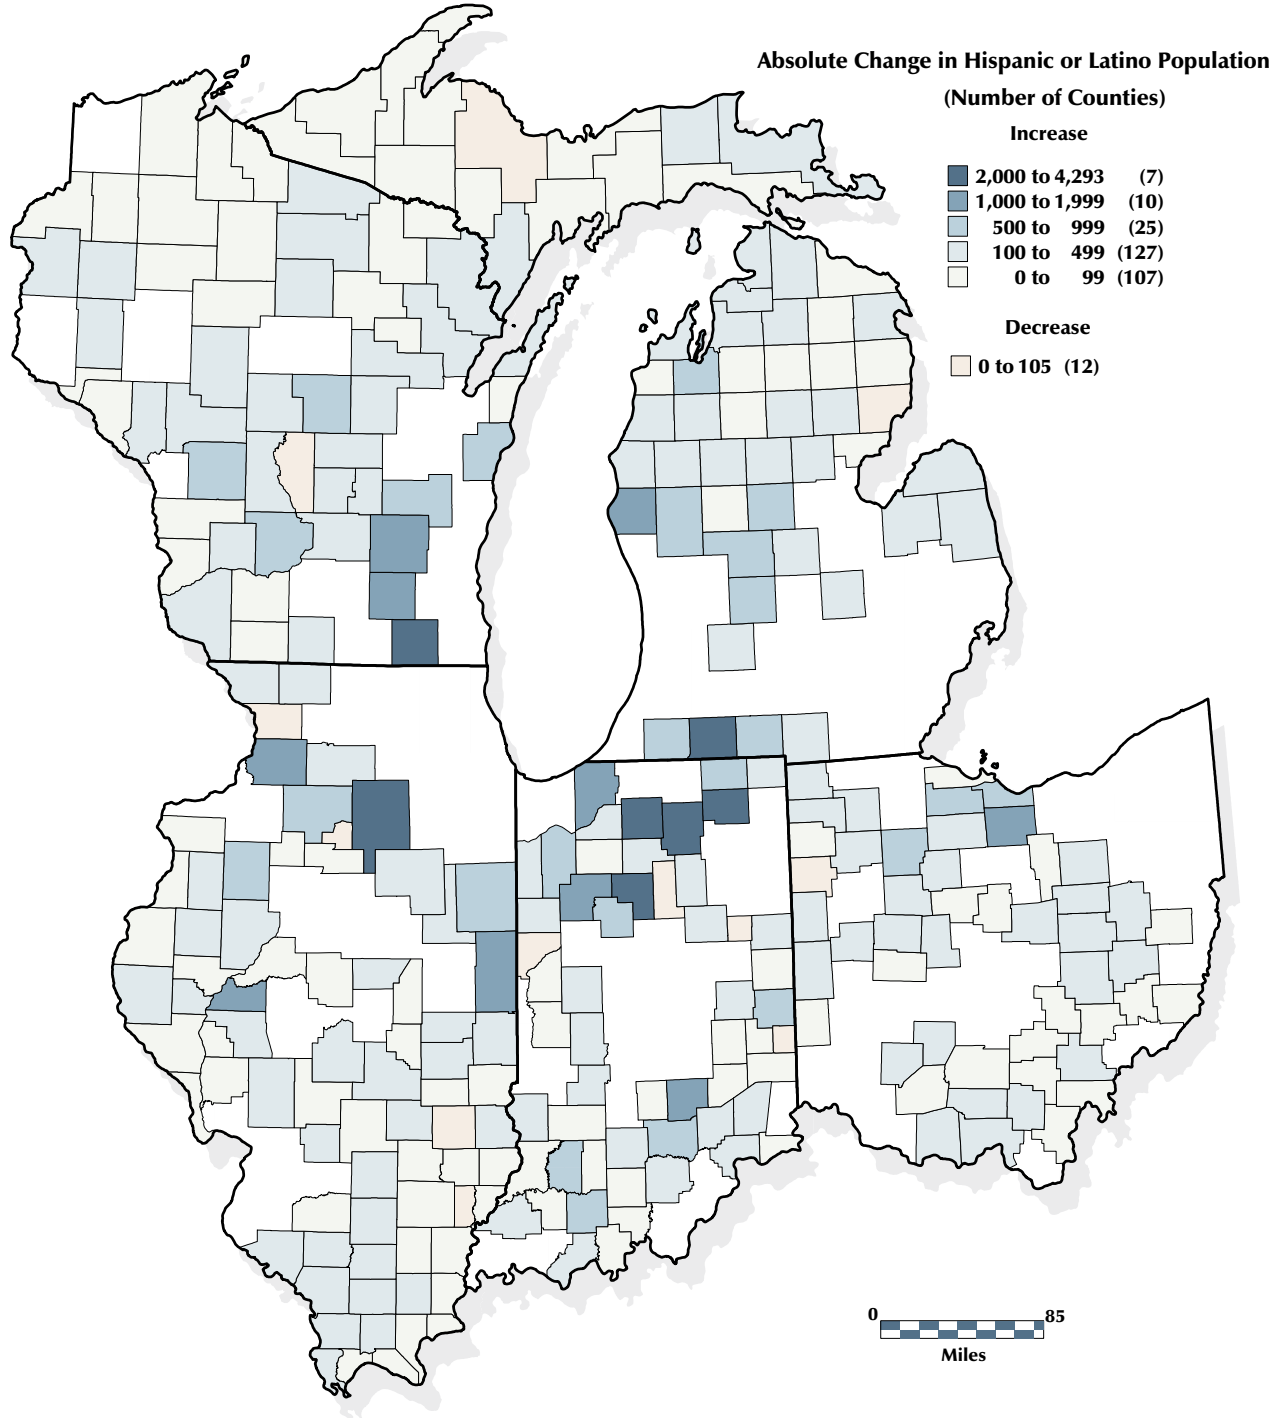 Absolute Change in Hispanic or Latino Population
(Number of Counties)
Increase
2,000 to 4,293 (7)
1,000 to 1,999 (10)
500 to 999 (25)
100 to 499 (127)
0 to 99 (107)
Decrease
0 to 105 (12)
0 85
Miles